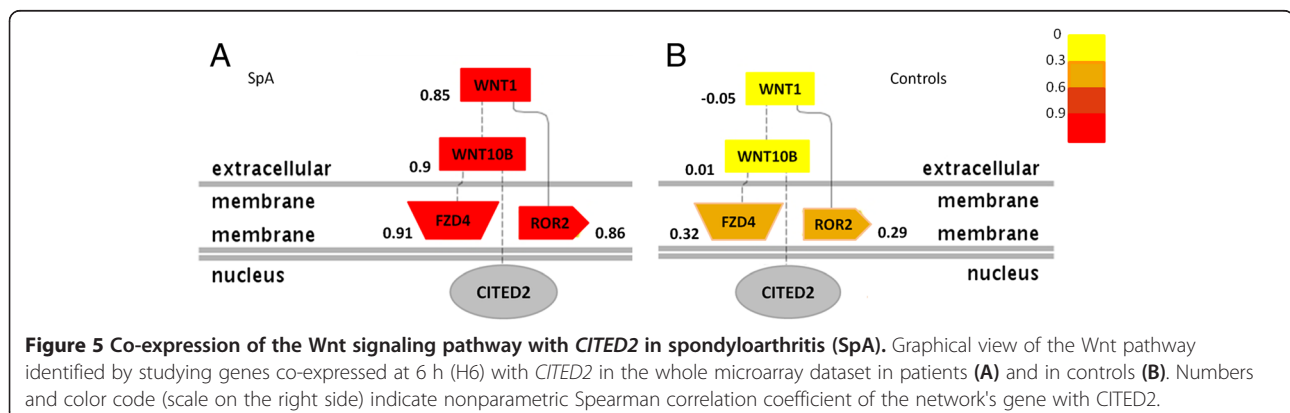 A
SpA
WNT1
0.85
WNT10B
0.9
extracellular
membrane
FZD4
ROR2
membrane
0.91
0.86
nucleus
CITED2
B
Controls
WNT1
-0.05
WNT10B
0.01
extracellular
membrane
FZD4
ROR2
membrane
0.32
0.29
nucleus
CITED2
0
0.3
0.6
0.9
Figure 5 Co-expression of the Wnt signaling pathway with CITED2 in spondyloarthritis (SpA). Graphical view of the Wnt pathway
identified by studying genes co-expressed at 6 h (H6) with CITED2 in the whole microarray dataset in patients (A) and in controls (B). Numbers
and color code (scale on the right side) indicate nonparametric Spearman correlation coefficient of the network's gene with CITED2.